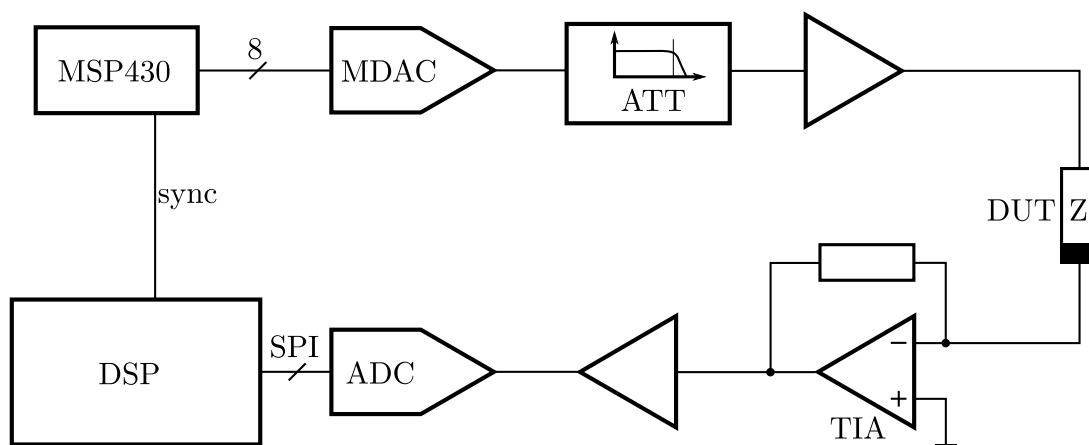 MSP430
8
MDAC
ATT
sync
DUT
Z
SPI
DSP
ADC
−
+
TIA